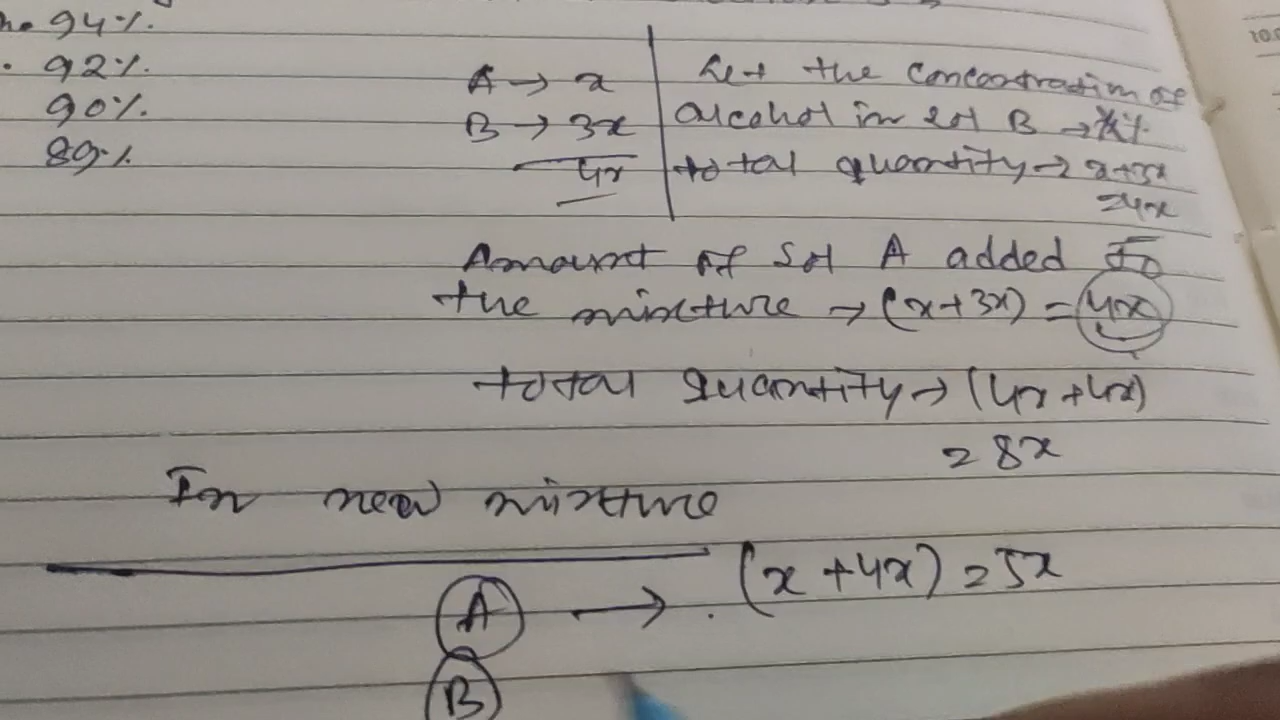 94%.
92%.
90%.
89%.
A → x
B → 3x
4x
Let the concentration of
alcohol in sol B →
total quantity → x+3x
=4x
Amount of sol A added To
the mixture → (x+3x) = 4x
total quantity → (4x+4x)
= 8x
In new mixture
A → (x+4x) = 5x
B